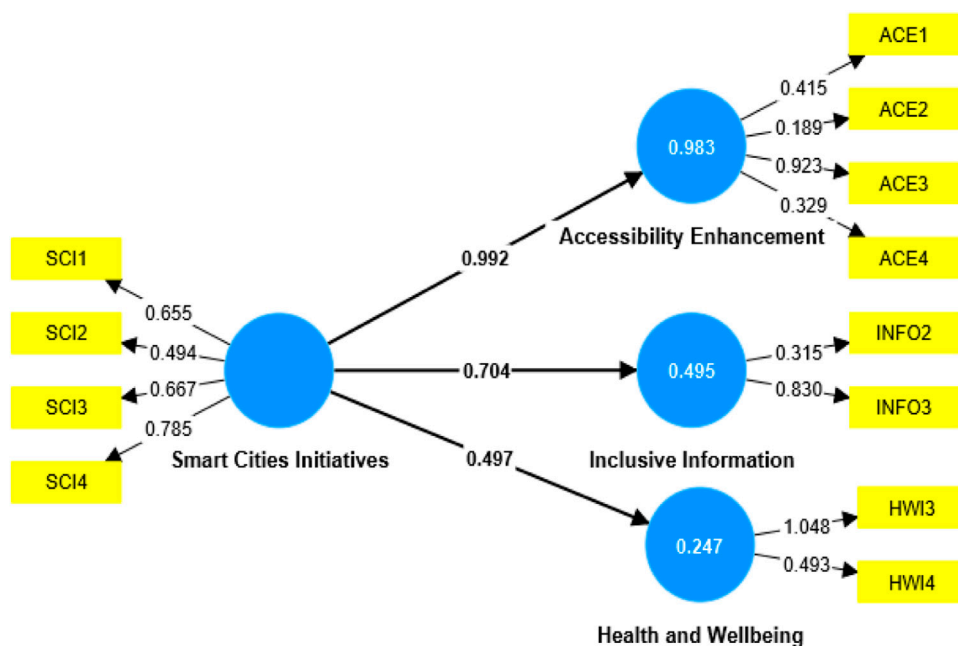 ACE1
0.415
ACE2
0.189
0.983
0.923
ACE3
0.329
Accessibility Enhancement
ACE4
SCI1
0.992
0.655
SCI2
0.494
INFO2
0.315
0.704
0.495
0.667
SCI3
0.830
INFO3
0.785
Smart Cities Initiatives
0.497
Inclusive Information
SCI4
HWI3
1.048
0.247
0.493
HWI4
Health and Wellbeing